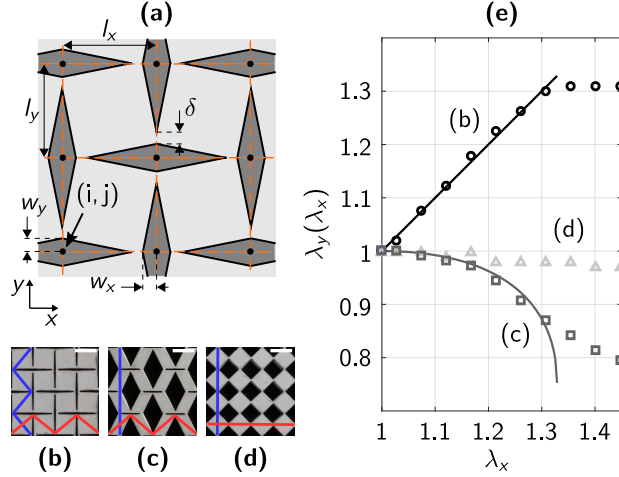 (a)
l_x
l_y
δ
(i, j)
w_y
w_x
y
x
(b)
(c)
(d)
(e)
λ_y(λ_x)
1.3
1.2
1.1
1
0.9
0.8
(b)
(d)
(c)
1
1.1
1.2
1.3
1.4
λ_x